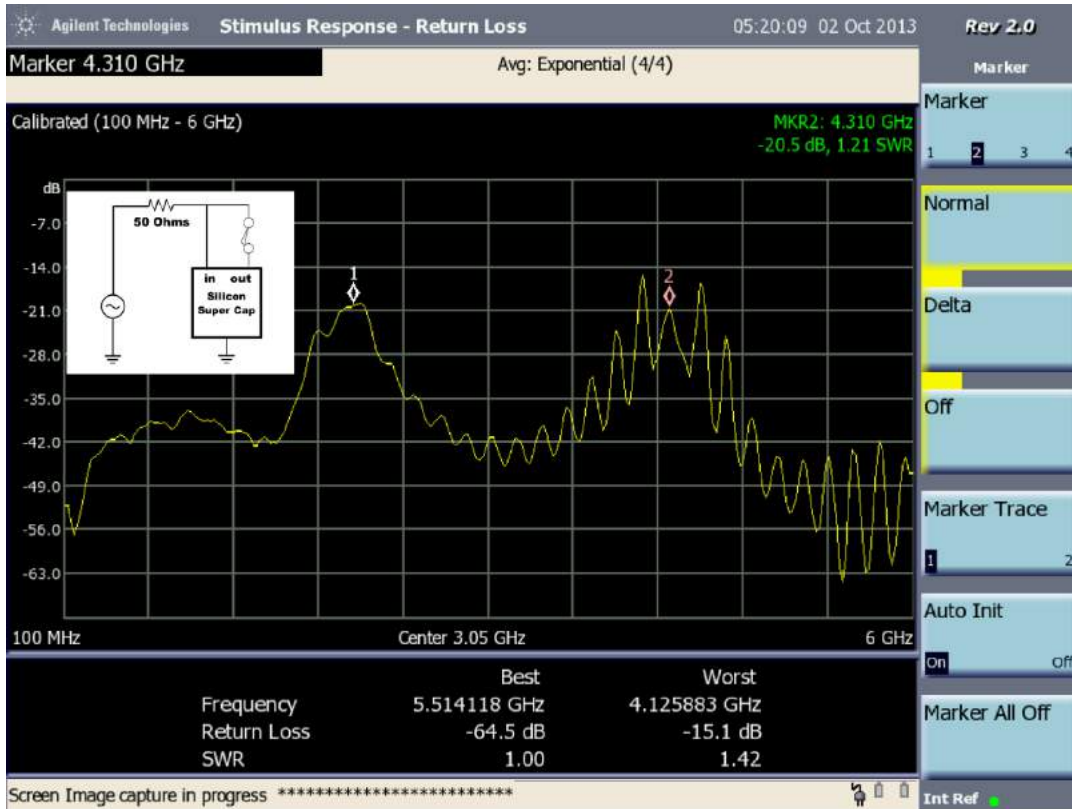 Agilent Technologies Stimulus Response - Return Loss 05:20:09 02 Oct 2013 Rev 2.0
Marker 4.310 GHz
Avg: Exponential (4/4)
Marker
Calibrated (100 MHz - 6 GHz)
MKR2: 4.310 GHz
-20.5 dB, 1.21 SWR
dB
-7.0
-14.0
-21.0
-28.0
-35.0
-42.0
-49.0
-56.0
-63.0
50 Ohms
in out
Silicon
Super Cap
1
2
100 MHz Center 3.05 GHz 6 GHz
Best Worst
Frequency 5.514118 GHz 4.125883 GHz
Return Loss -64.5 dB -15.1 dB
SWR 1.00 1.42
Screen Image capture in progress *************************
Marker
1 2 3 4
Normal
Delta
Off
Marker Trace
1 2
Auto Init
On Off
Marker All Off
Int Ref